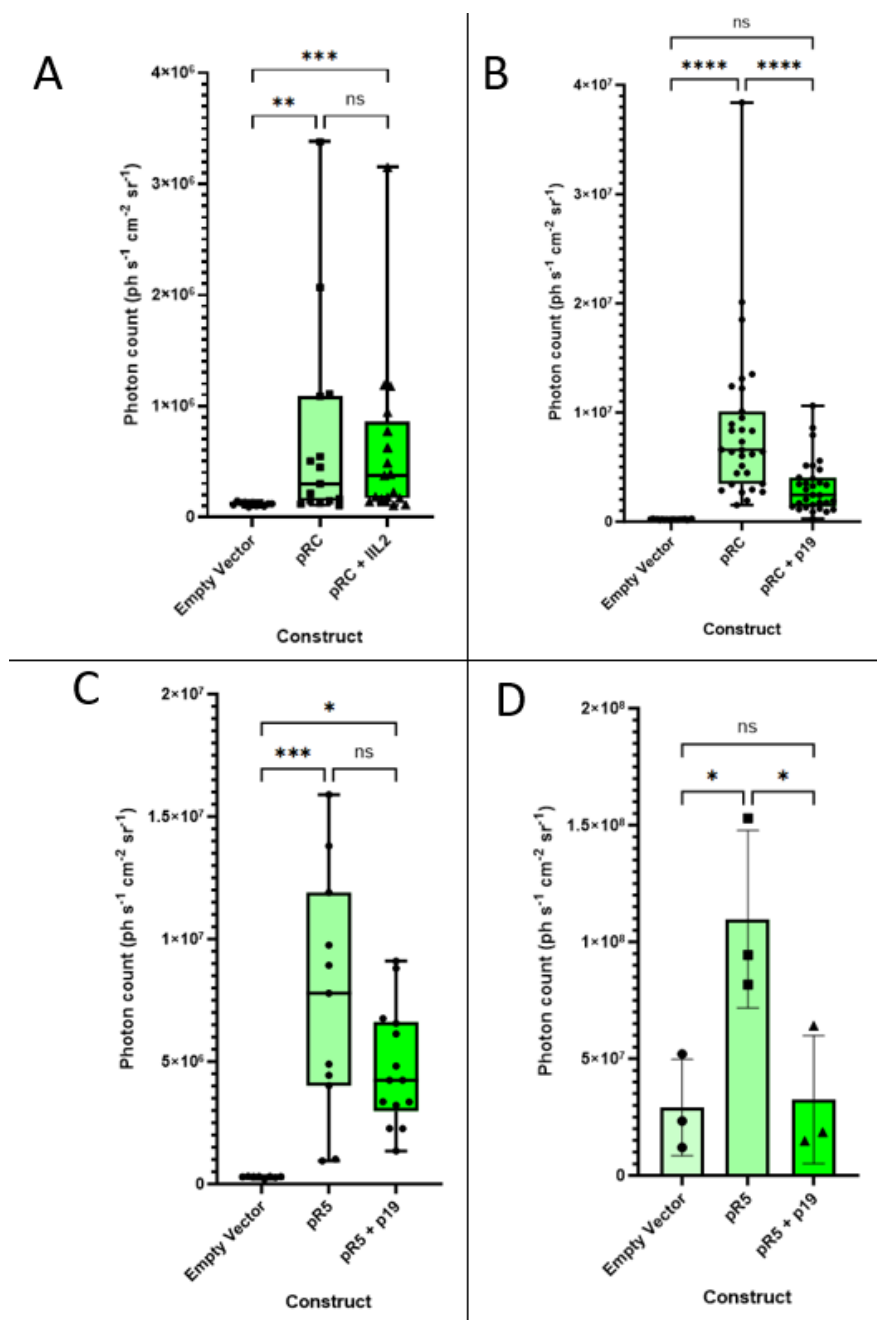 A
***
**
ns
4×10⁶
3×10⁶
2×10⁶
1×10⁶
0
Photon count (ph s⁻¹ cm⁻² sr⁻¹)
Empty Vector
pRC
pRC + IIL2
Construct
B
ns
****
****
4×10⁷
3×10⁷
2×10⁷
1×10⁷
0
Photon count (ph s⁻¹ cm⁻² sr⁻¹)
Empty Vector
pRC
pRC + p19
Construct
C
*
***
ns
2×10⁷
1.5×10⁷
1×10⁷
5×10⁶
0
Photon count (ph s⁻¹ cm⁻² sr⁻¹)
Empty Vector
pR5
pR5 + p19
Construct
D
ns
*
*
2×10⁸
1.5×10⁸
1×10⁸
5×10⁷
0
Photon count (ph s⁻¹ cm⁻² sr⁻¹)
Empty Vector
pR5
pR5 + p19
Construct